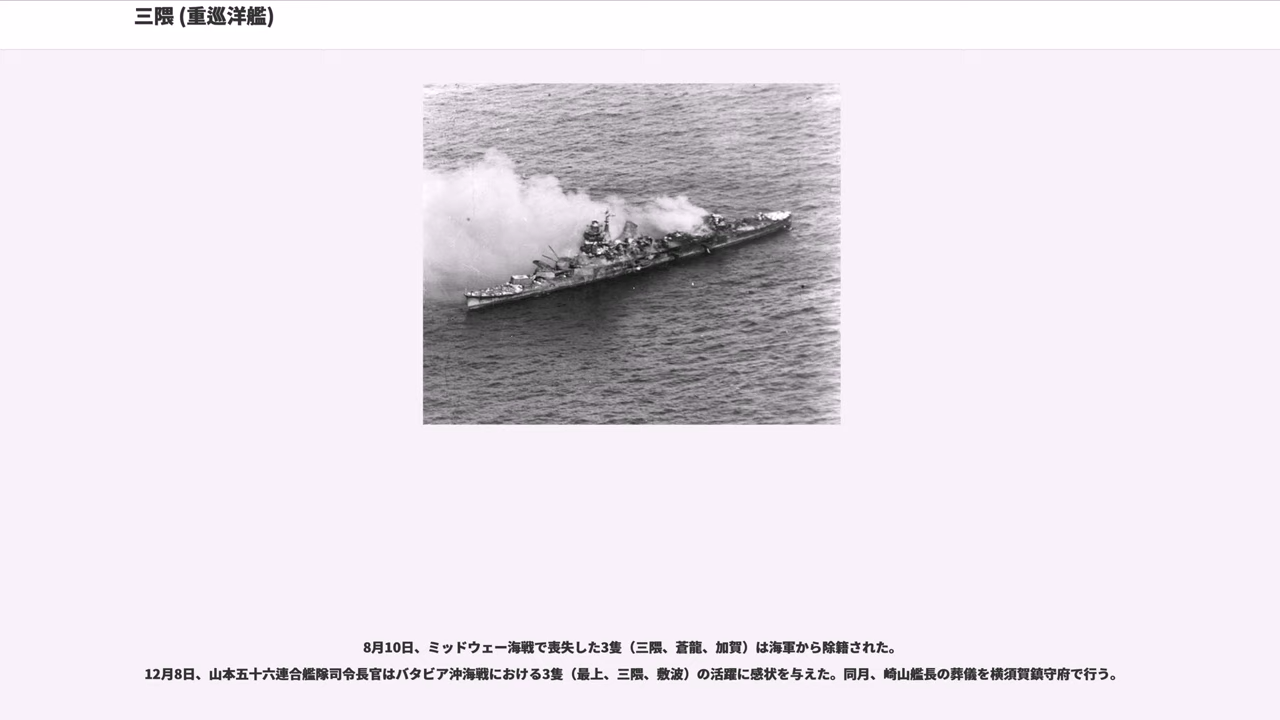 三隈 (重巡洋艦)
8月10日、ミッドウェー海戦で喪失した3隻（三隈、蒼龍、加賀）は海軍から除籍された。
12月8日、山本五十六連合艦隊司令長官はバタビア沖海戦における3隻（最上、三隈、敷波）の活躍に感状を与えた。同月、崎山艦長の葬儀を横須賀鎮守府で行う。